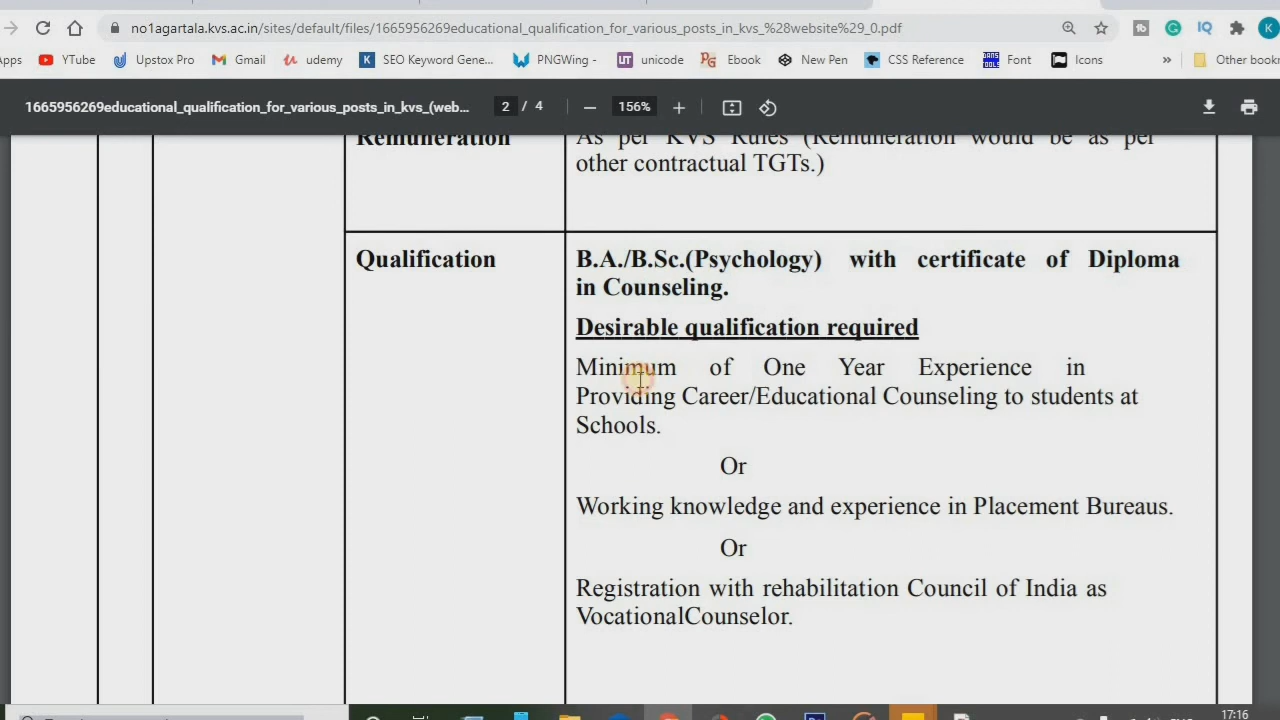 no1agartala.kvs.ac.in/sites/default/files/1665956269educational_qualification_for_various_posts_in_kvs_%28website%29_0.pdf
Apps YTube Upstox Pro Gmail udemy SEO Keyword Gene... PNGWing - unicode Ebook New Pen CSS Reference Font Icons » Other book
1665956269educational_qualification_for_various_posts_in_kvs_(web... 2 / 4 156%
Remuneration
As per KVS Rules (Remuneration would be as per
other contractual TGTs.)
Qualification
B.A./B.Sc.(Psychology) with certificate of Diploma
in Counseling.
Desirable qualification required
Minimum of One Year Experience in
Providing Career/Educational Counseling to students at
Schools.
Or
Working knowledge and experience in Placement Bureaus.
Or
Registration with rehabilitation Council of India as
VocationalCounselor.
17:16